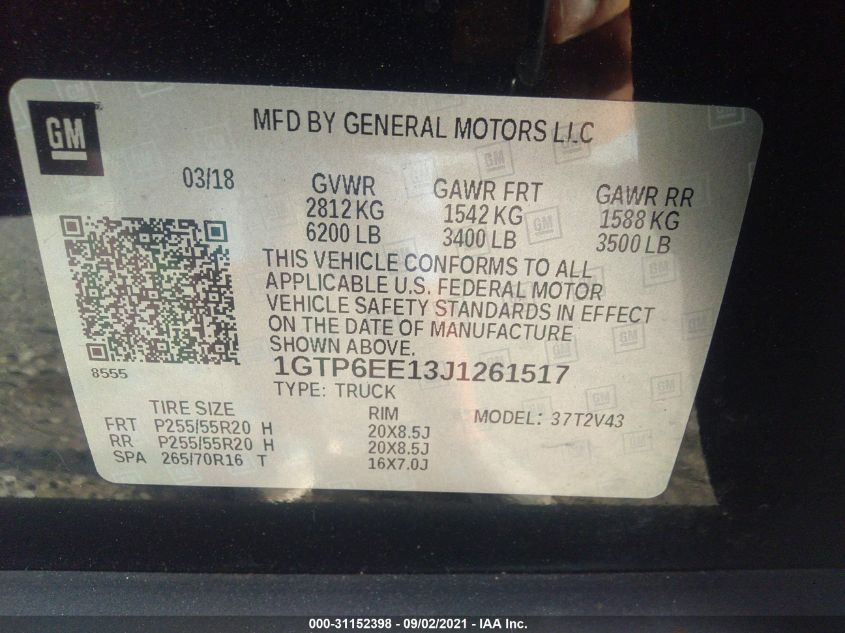 GM
MFD BY GENERAL MOTORS LLC
03/18
GVWR
2812 KG
6200 LB
GAWR FRT
1542 KG
3400 LB
GAWR RR
1588 KG
3500 LB
THIS VEHICLE CONFORMS TO ALL
APPLICABLE U.S. FEDERAL MOTOR
VEHICLE SAFETY STANDARDS IN EFFECT
ON THE DATE OF MANUFACTURE
SHOWN ABOVE.
8555
1GTP6EE13J1261517
TYPE: TRUCK
TIRE SIZE RIM MODEL: 37T2V43
FRT P255/55R20 H 20X8.5J
RR P255/55R20 H 20X8.5J
SPA 265/70R16 T 16X7.0J
000-31152398 - 09/02/2021 - IAA Inc.